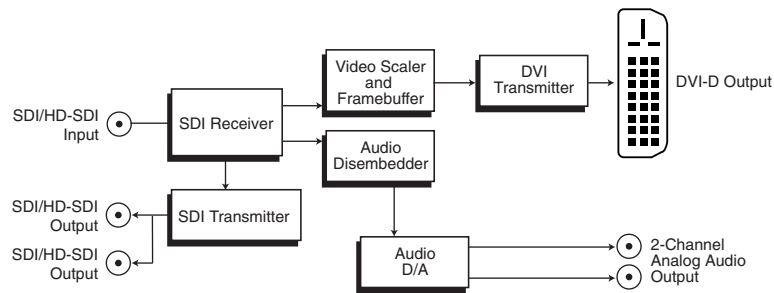 Video Scaler
and
Framebuffer
DVI
Transmitter
DVI-D Output
SDI/HD-SDI
Input
SDI Receiver
Audio
Disembedder
SDI/HD-SDI
Output
SDI Transmitter
SDI/HD-SDI
Output
Audio
D/A
2-Channel
Analog Audio
Output